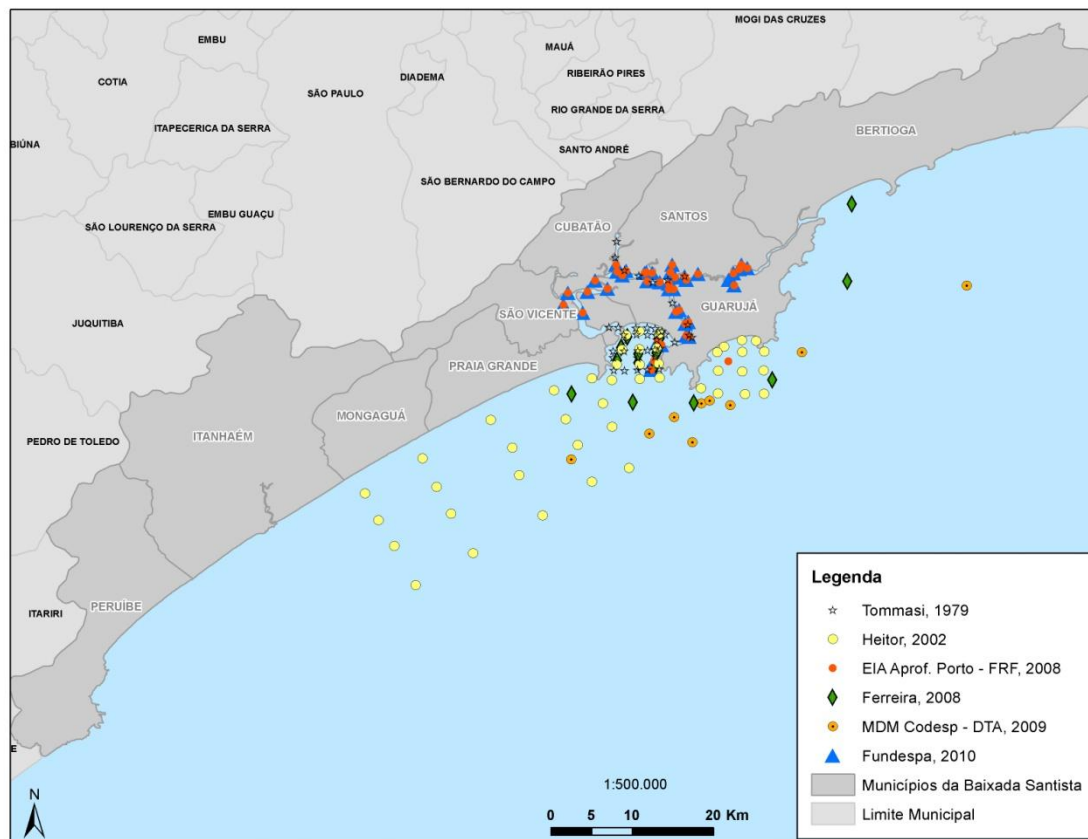 MOGI DAS CRUZES
EMBU
MAUÁ
COTIA
DIADEMA
RIBEIRÃO PIRES
SÃO PAULO
RIO GRANDE DA SERRA
ITAPECERICA DA SERRA
BERTIOGA
BIÚNA
SANTO ANDRÉ
SÃO BERNARDO DO CAMPO
EMBU GUAÇU
SANTOS
SÃO LOURENÇO DA SERRA
CUBATÃO
GUARUJÁ
SÃO VICENTE
JUQUITIBA
PRAIA GRANDE
MONGAGUÁ
ITANHAÉM
PEDRO DE TOLEDO
ITARIRI
PERUÍBE
E
N
1:500.000
0 5 10 20 Km
Legenda
Tommasi, 1979
Heitor, 2002
EIA Aprof. Porto - FRF, 2008
Ferreira, 2008
MDM Codesp - DTA, 2009
Fundespa, 2010
Municípios da Baixada Santista
Limite Municipal